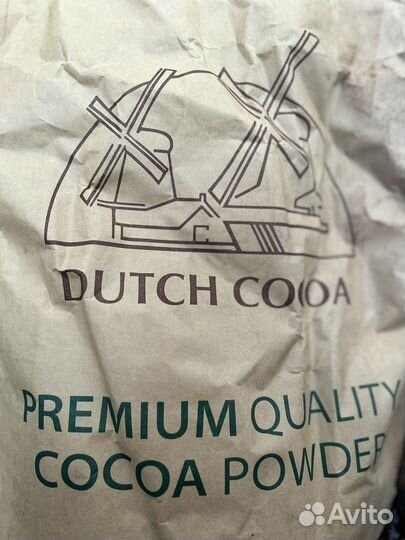 DUTCH COCOA
PREMIUM QUALITY
COCOA POWDER
Avito